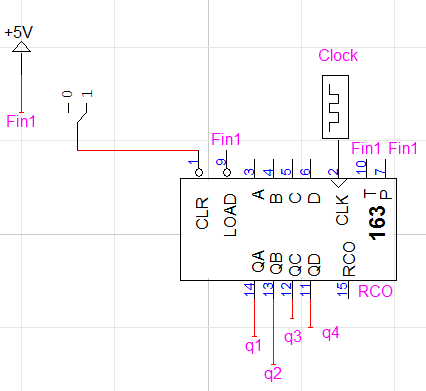 +5V
Clock
0 1
Fin1
Fin1
Fin1 Fin1
1 9 3 4 5 6 2 10 7
CLR LOAD A B C D CLK T P
163
QA QB QC QD RCO
14 13 12 11 15
RCO
q1
q2
q3
q4